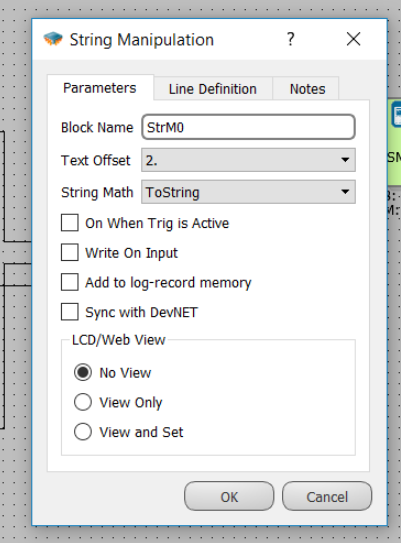 String Manipulation ?
Parameters Line Definition Notes
Block Name StrM0
Text Offset 2.
String Math ToString
On When Trig is Active
Write On Input
Add to log-record memory
Sync with DevNET
LCD/Web View
No View
View Only
View and Set
OK Cancel